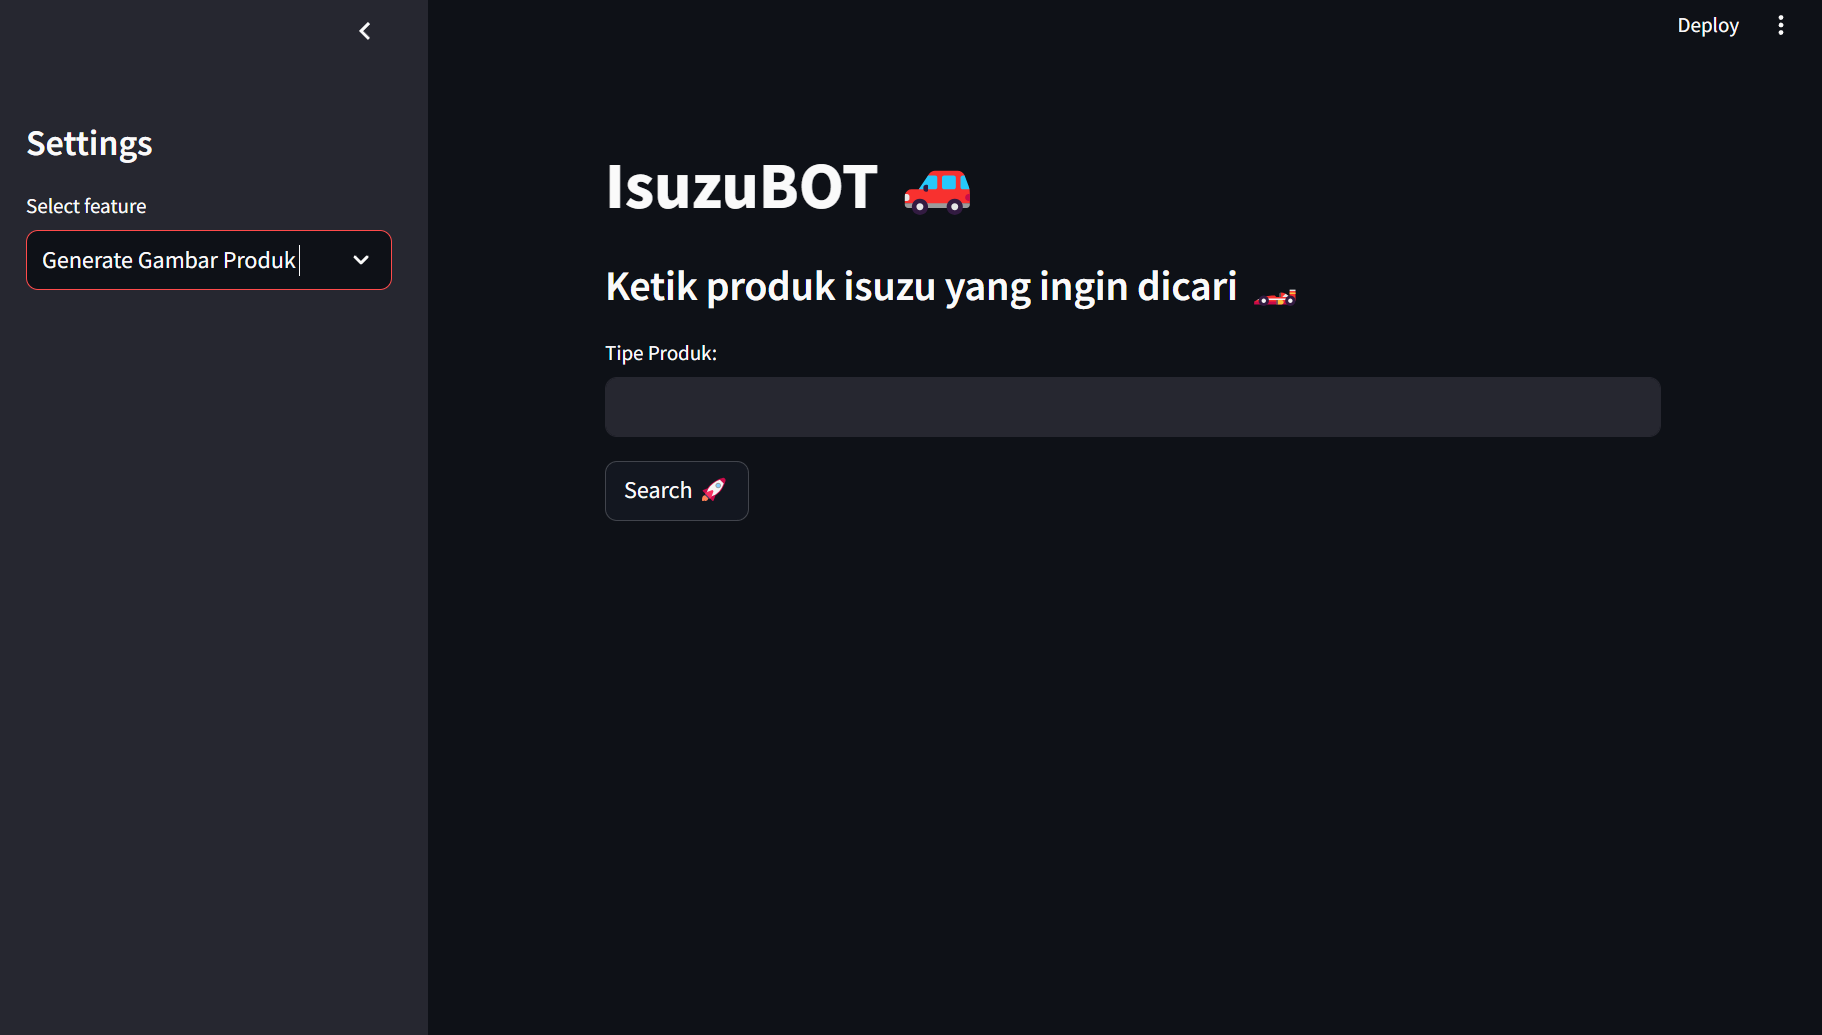 Deploy
Settings
Select feature
Generate Gambar Produk
IsuzuBOT 🚗
Ketik produk isuzu yang ingin dicari 🏎️
Tipe Produk:
Search 🚀